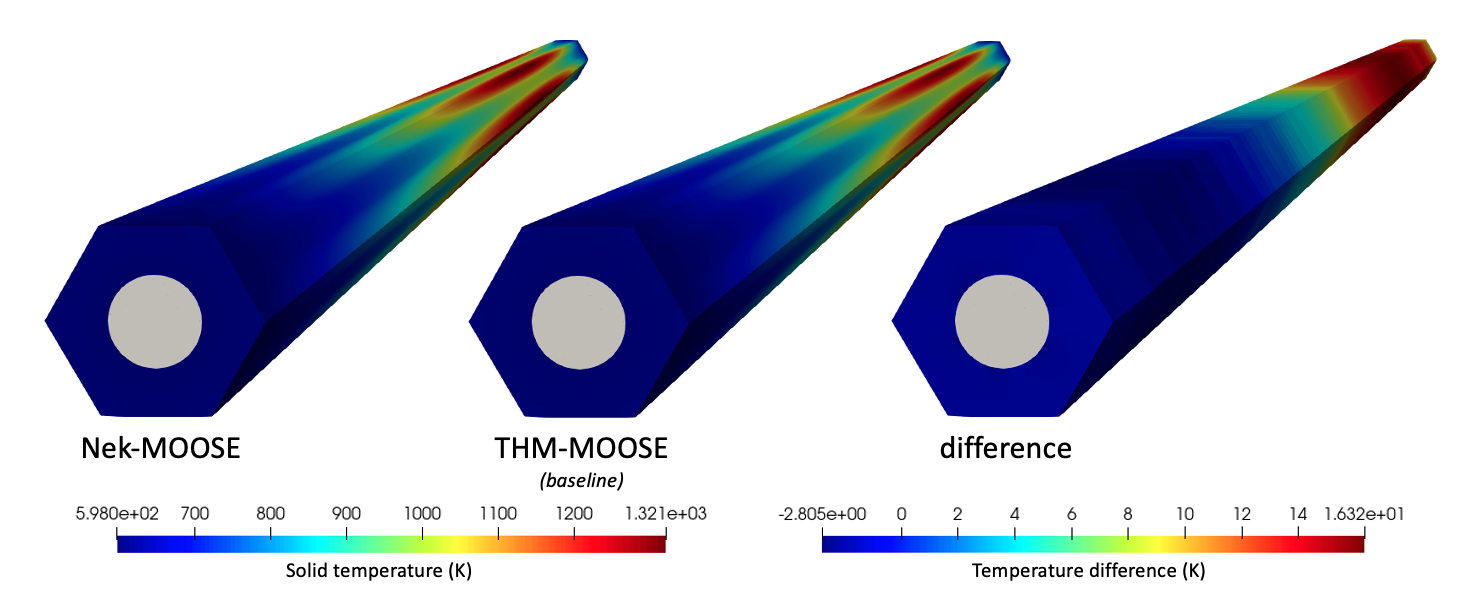 Nek-MOOSE THM-MOOSE difference
(baseline)
5.980e+02 700 800 900 1000 1100 1200 1.321e+03 -2.805e+00 0 2 4 6 8 10 12 14 1.632e+01
Solid temperature (K) Temperature difference (K)